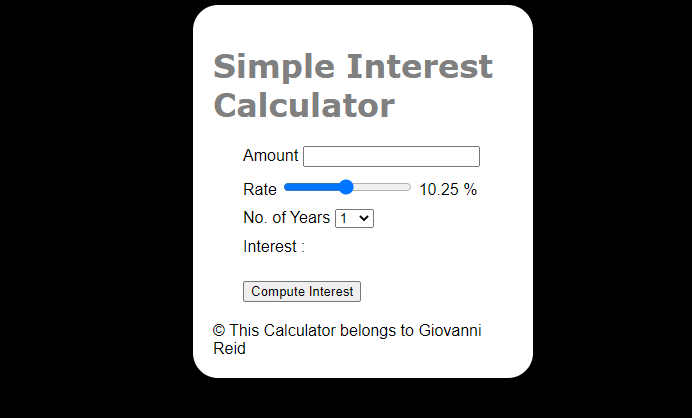 Simple Interest
Calculator
Amount
Rate 10.25 %
No. of Years 1
Interest :
Compute Interest
© This Calculator belongs to Giovanni
Reid